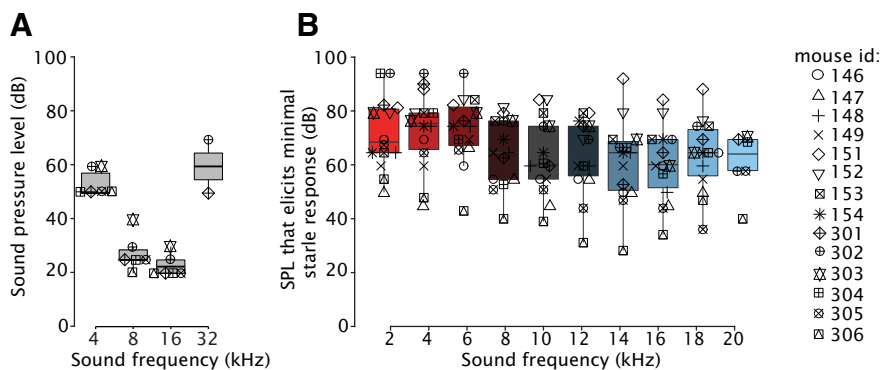 A
B
Sound pressure level (dB)
100
80
60
40
20
0
4 8 16 32
Sound frequency (kHz)
SPL that elicits minimal
starle response (dB)
100
80
60
40
20
0
2 4 6 8 10 12 14 16 18 20
Sound frequency (kHz)
mouse id:
146
147
148
149
151
152
153
154
301
302
303
304
305
306